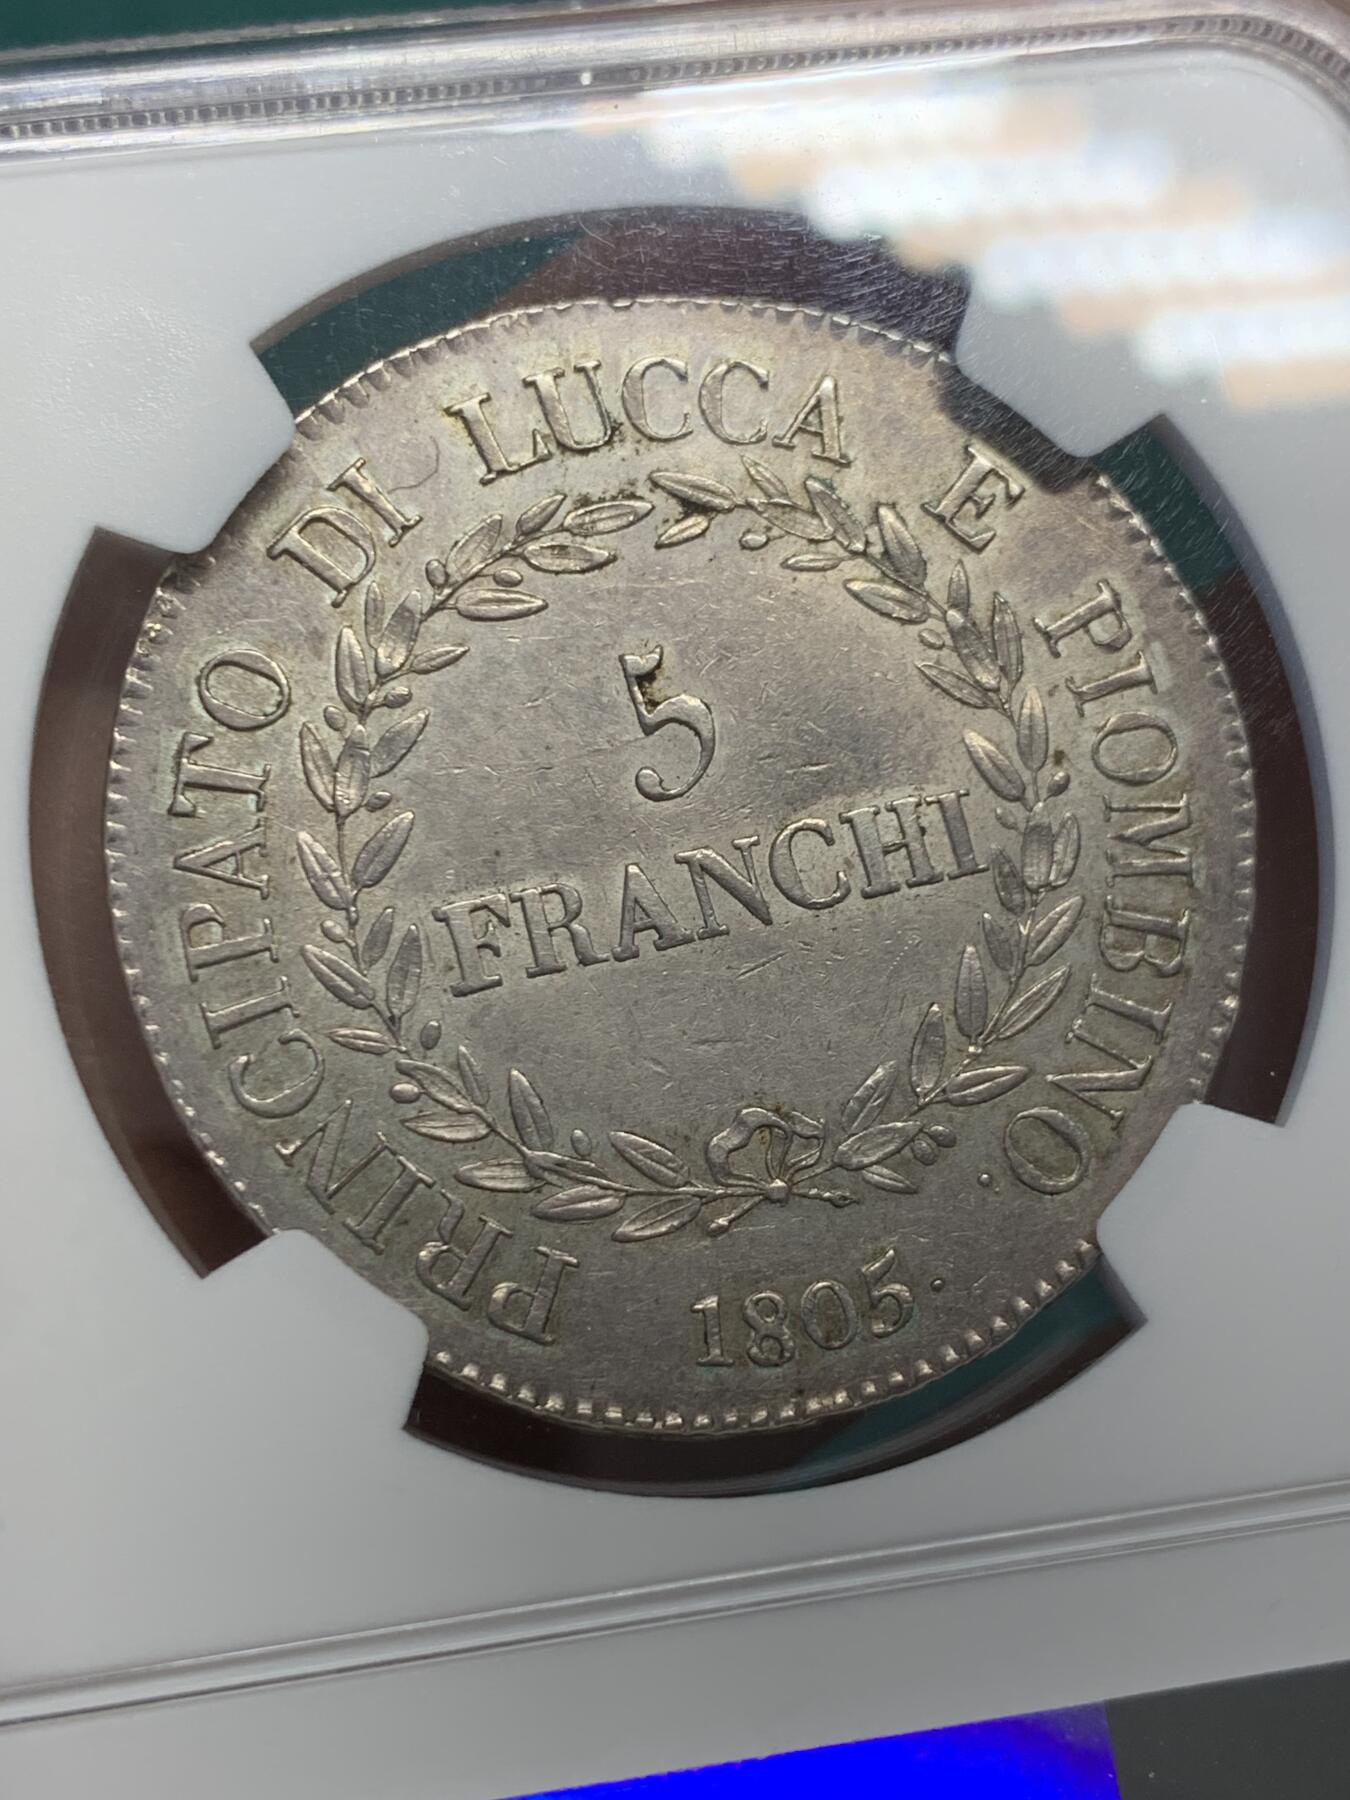 PRINCIPATO DI LUCCA E PIOMBINO.
5
FRANCHI
1805.